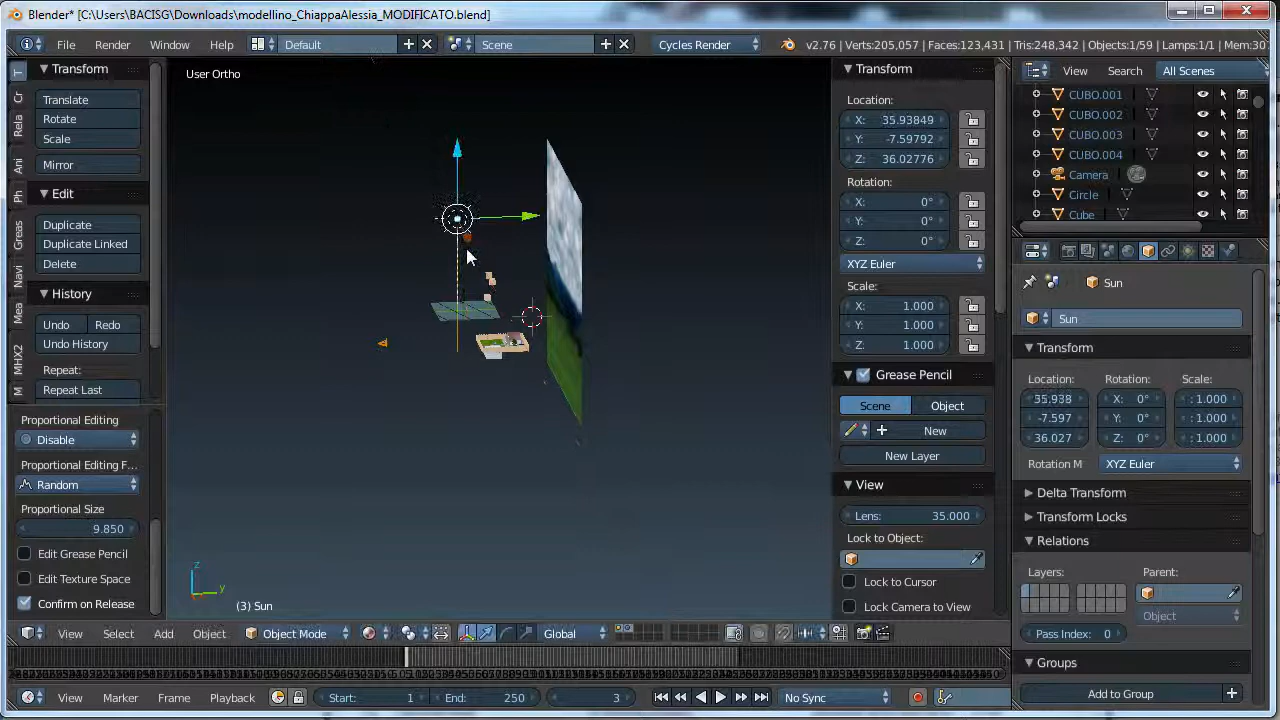 Blender* [C:\Users\BACISG\Downloads\modellino_ChiappaAlessia_MODIFICATO.blend]
File Render Window Help Default Scene Cycles Render v2.76 | Verts:205,057 | Faces:123,431 | Tris:248,342 | Objects:1/59 | Lamps:1/1 | Mem:30
User Ortho
Transform
Translate
Rotate
Scale
Mirror
Edit
Duplicate
Duplicate Linked
Delete
History
Undo Redo
Undo History
Repeat:
Repeat Last
T
Cr
Rela
Ani
Ph
Greas
Navi
Mea
MHX2
M
Proportional Editing
Disable
Proportional Editing F...
Random
Proportional Size
9.850
Edit Grease Pencil
Edit Texture Space
Confirm on Release
z
y
(3) Sun
Transform
Location:
X: 35.93849
Y: -7.59792
Z: 36.02776
Rotation:
X: 0°
Y: 0°
Z: 0°
XYZ Euler
Scale:
X: 1.000
Y: 1.000
Z: 1.000
Grease Pencil
Scene Object
New
New Layer
View
Lens: 35.000
Lock to Object:
Lock to Cursor
Lock Camera to View
View Search All Scenes
CUBO.001
CUBO.002
CUBO.003
CUBO.004
Camera
Circle
Cube
Sun
Sun
Transform
Location: Rotation: Scale:
35.938 X: 0° : 1.000
-7.597 Y: 0° : 1.000
36.027 Z: 0° : 1.000
Rotation M XYZ Euler
Delta Transform
Transform Locks
Relations
Layers: Parent:
Object
Pass Index: 0
Groups
Add to Group
View Select Add Object Object Mode Global
View Marker Frame Playback Start: 1 End: 250 3 No Sync